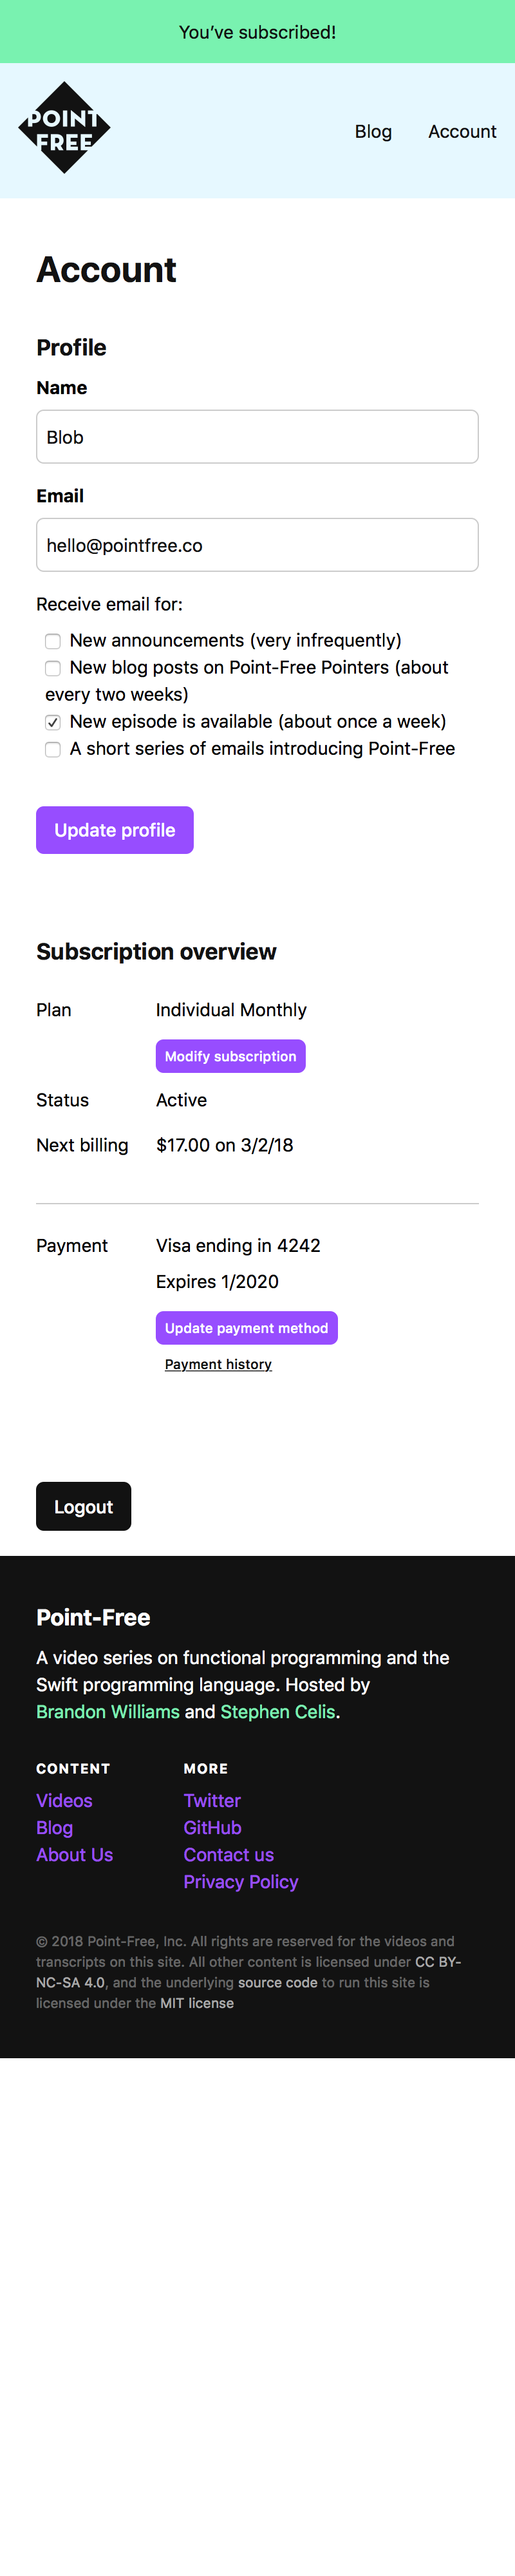 You’ve subscribed!
POINT
FREE
Blog
Account
Account
Profile
Name
Blob
Email
hello@pointfree.co
Receive email for:
New announcements (very infrequently)
New blog posts on Point-Free Pointers (about
every two weeks)
New episode is available (about once a week)
A short series of emails introducing Point-Free
Update profile
Subscription overview
Plan
Individual Monthly
Modify subscription
Status
Active
Next billing
$17.00 on 3/2/18
Payment
Visa ending in 4242
Expires 1/2020
Update payment method
Payment history
Logout
Point-Free
A video series on functional programming and the
Swift programming language. Hosted by
Brandon Williams and Stephen Celis.
CONTENT
Videos
Blog
About Us
MORE
Twitter
GitHub
Contact us
Privacy Policy
© 2018 Point-Free, Inc. All rights are reserved for the videos and
transcripts on this site. All other content is licensed under CC BY-
NC-SA 4.0, and the underlying source code to run this site is
licensed under the MIT license